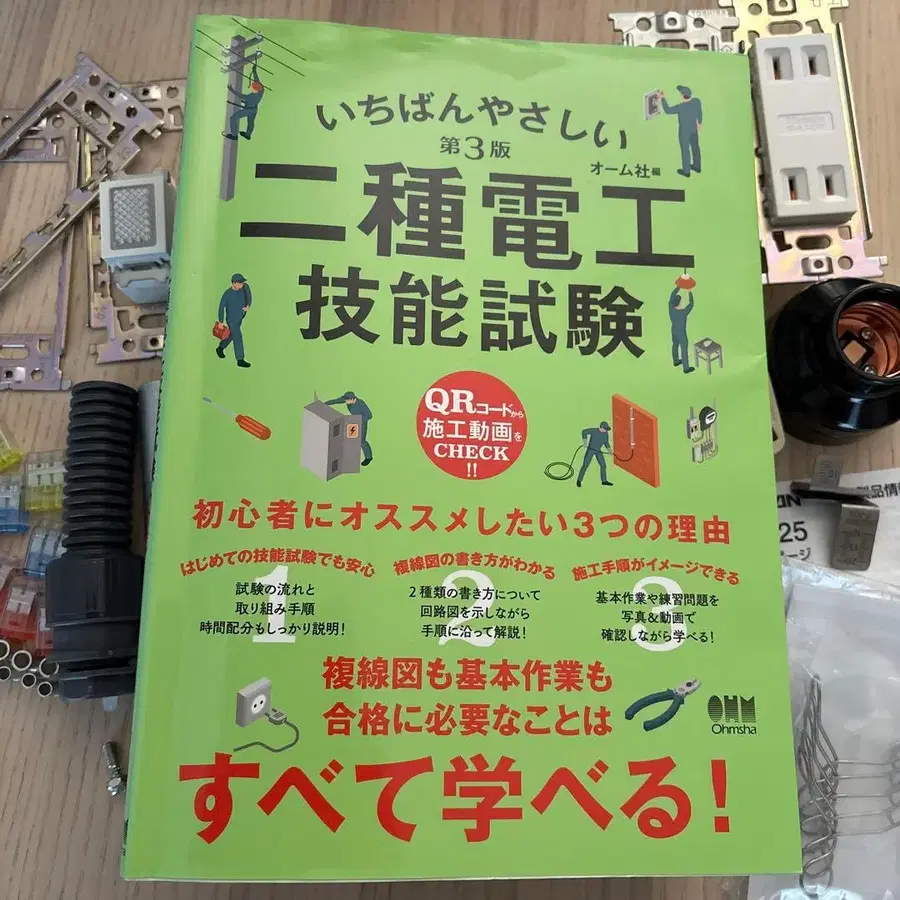 いちばんやさしい
第3版
オーム社編
二種電工
技能試験
QRコードから
施工動画を
CHECK
!!
初心者にオススメしたい3つの理由
はじめての技能試験でも安心
1
試験の流れと
取り組み手順
時間配分もしっかり説明!
複線図の書き方がわかる
2
2種類の書き方について
回路図を示しながら
手順に沿って解説!
施工手順がイメージできる
3
基本作業や練習問題を
写真&動画で
確認しながら学べる!
複線図も基本作業も
合格に必要なことは
すべて学べる!
OHM
Ohmsha
ON
製品情報
25
ページ